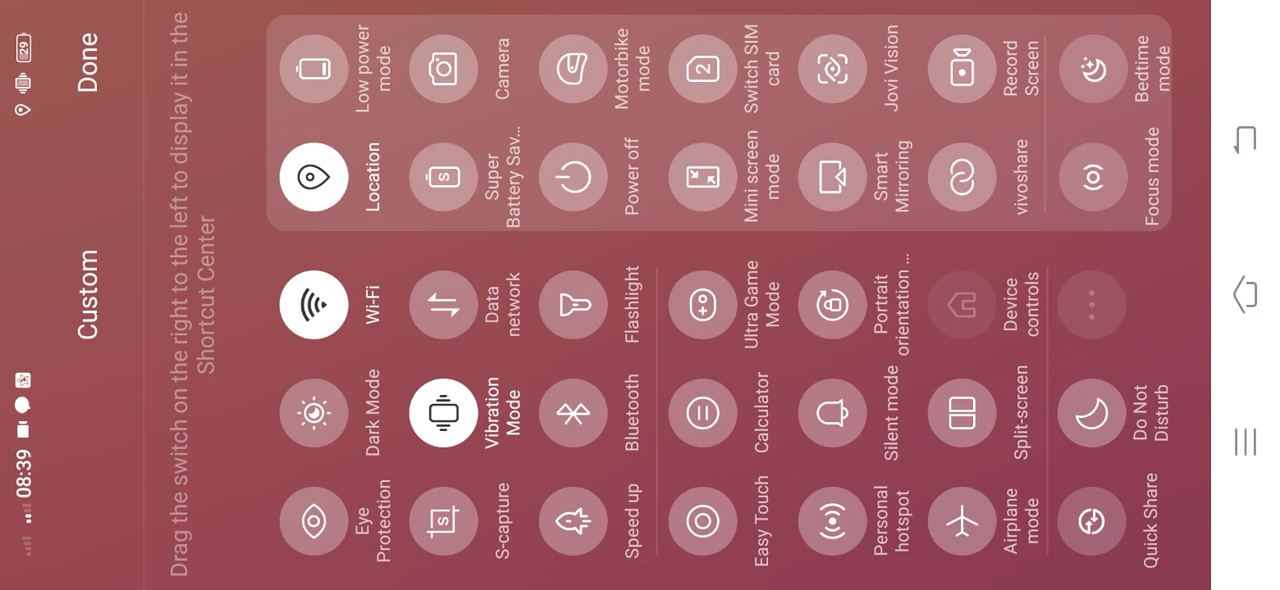 08:39
29
Custom
Done
Drag the switch on the right to the left to display it in the
Shortcut Center
Eye
Protection
Dark Mode
Wi-Fi
Location
Low power
mode
S
S-capture
Vibration
Mode
Data
network
S
Super
Battery Sav...
Camera
Speed up
Bluetooth
Flashlight
Power off
Motorbike
mode
Easy Touch
Calculator
Ultra Game
Mode
Mini screen
mode
2
Switch SIM
card
Personal
hotspot
Silent mode
Portrait
orientation ...
Smart
Mirroring
Jovi Vision
Airplane
mode
Split-screen
Device
controls
vivoshare
Record
Screen
Quick Share
Do Not
Disturb
Focus mode
Bedtime
mode